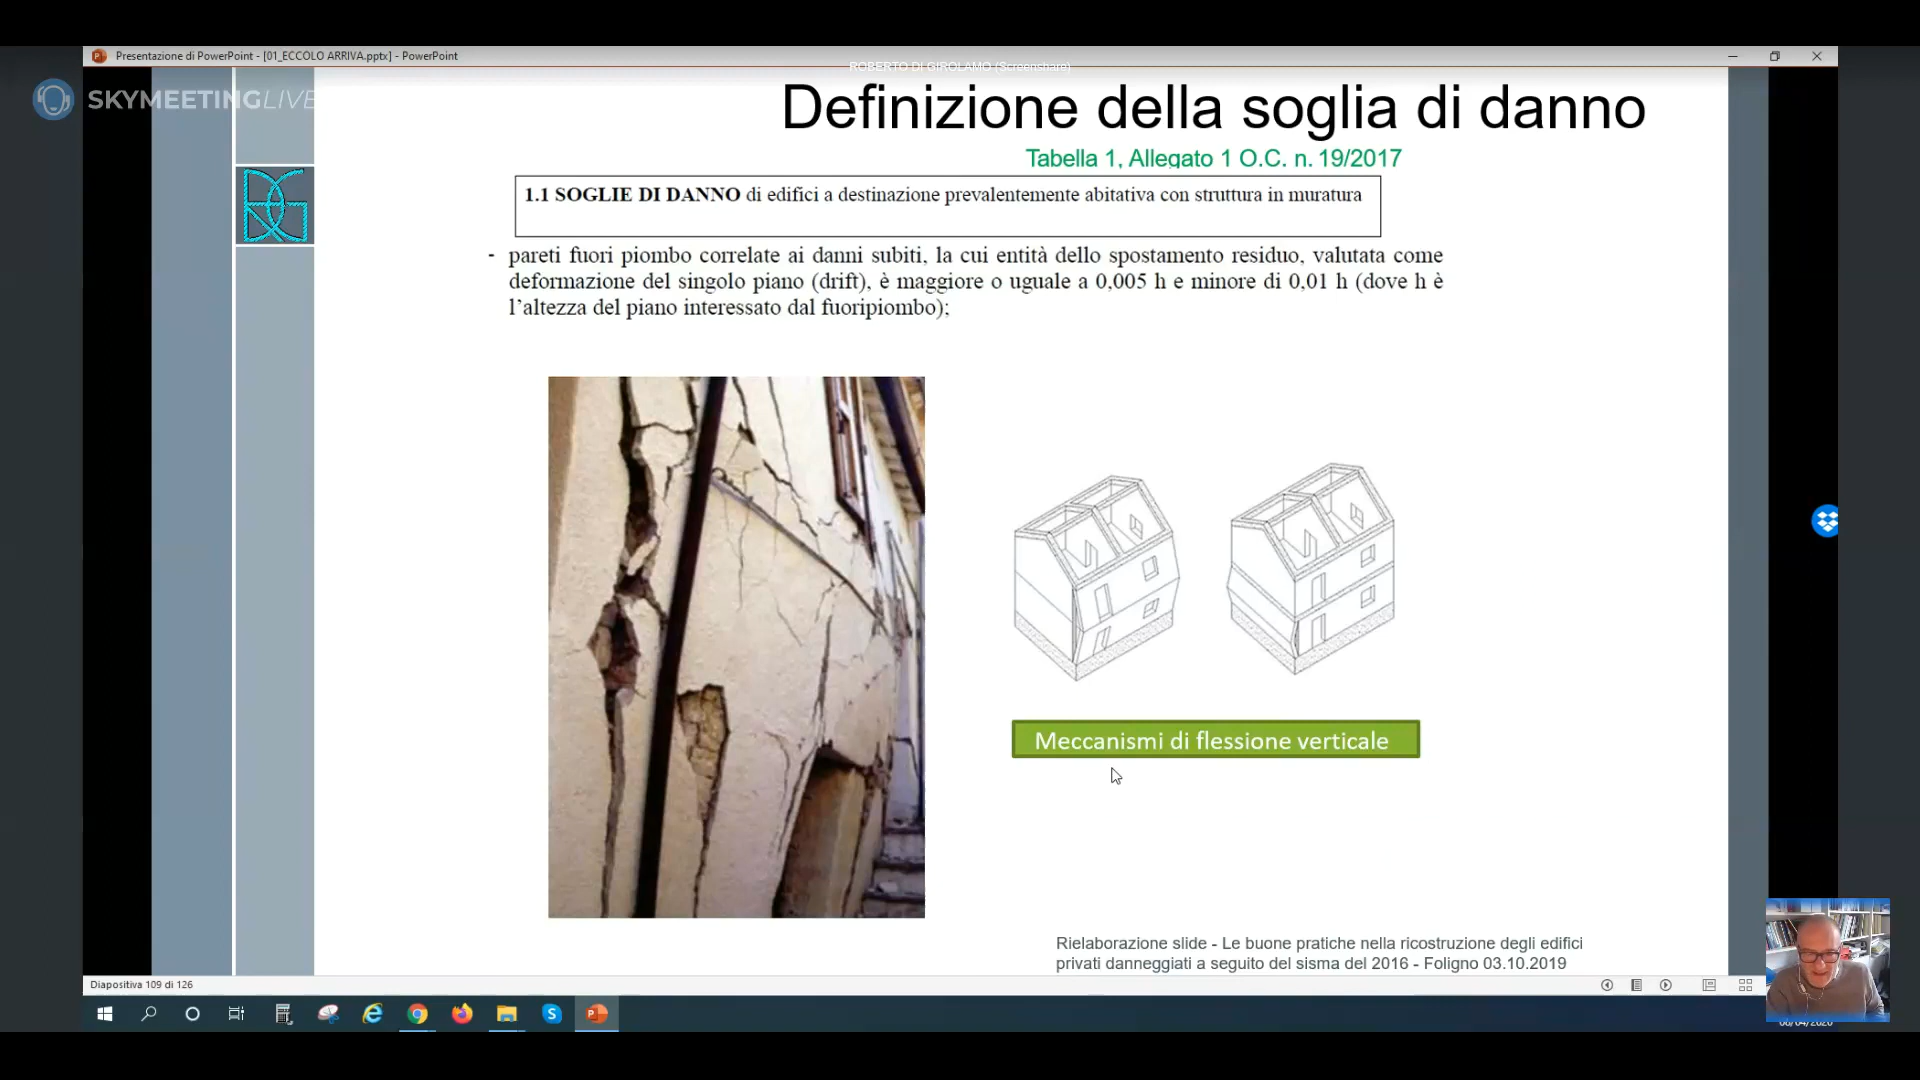 Presentazione di PowerPoint - [01_ECCOLO ARRIVA.pptx] - PowerPoint
ROBERTO DI GIROLAMO (Screenshare)
SKYMEETINGLIVE
Definizione della soglia di danno
Tabella 1, Allegato 1 O.C. n. 19/2017
1.1 SOGLIE DI DANNO di edifici a destinazione prevalentemente abitativa con struttura in muratura
- pareti fuori piombo correlate ai danni subiti, la cui entità dello spostamento residuo, valutata come
deformazione del singolo piano (drift), è maggiore o uguale a 0,005 h e minore di 0,01 h (dove h è
l’altezza del piano interessato dal fuoripiombo);
Meccanismi di flessione verticale
Rielaborazione slide - Le buone pratiche nella ricostruzione degli edifici
privati danneggiati a seguito del sisma del 2016 - Foligno 03.10.2019
Diapositiva 109 di 126